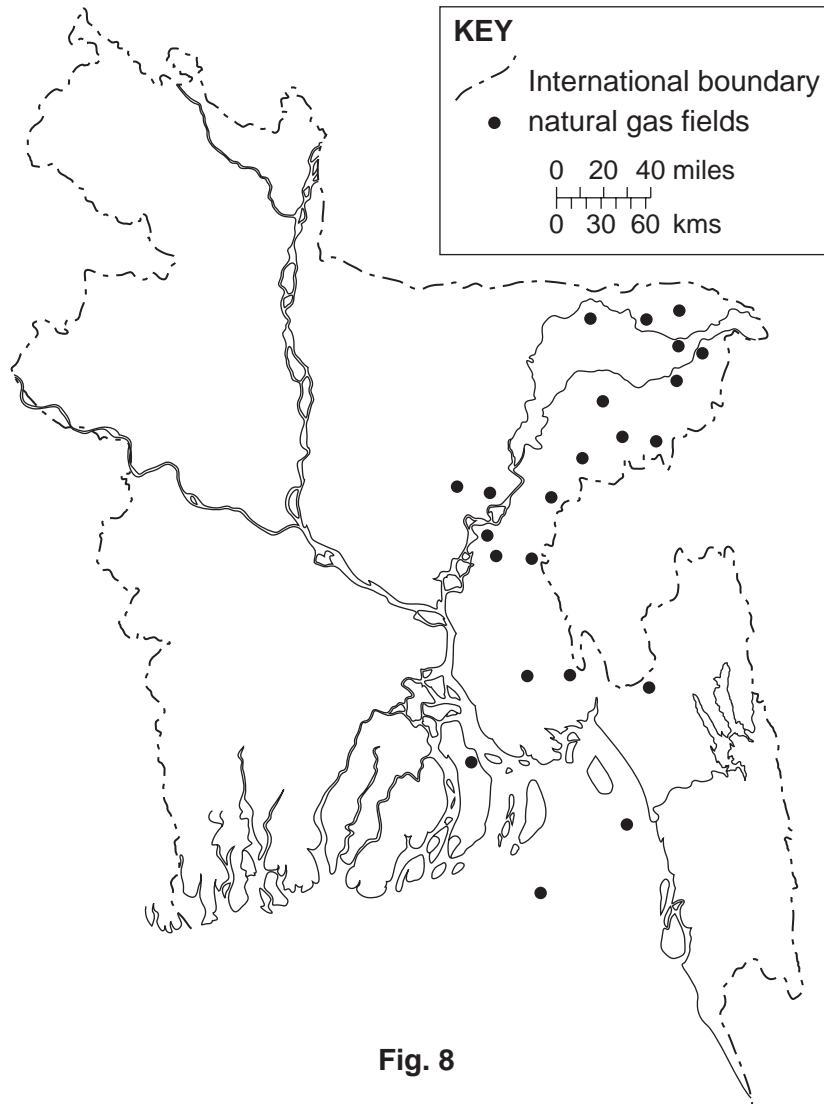 KEY
International boundary
natural gas fields
0 20 40 miles
0 30 60 kms
Fig. 8